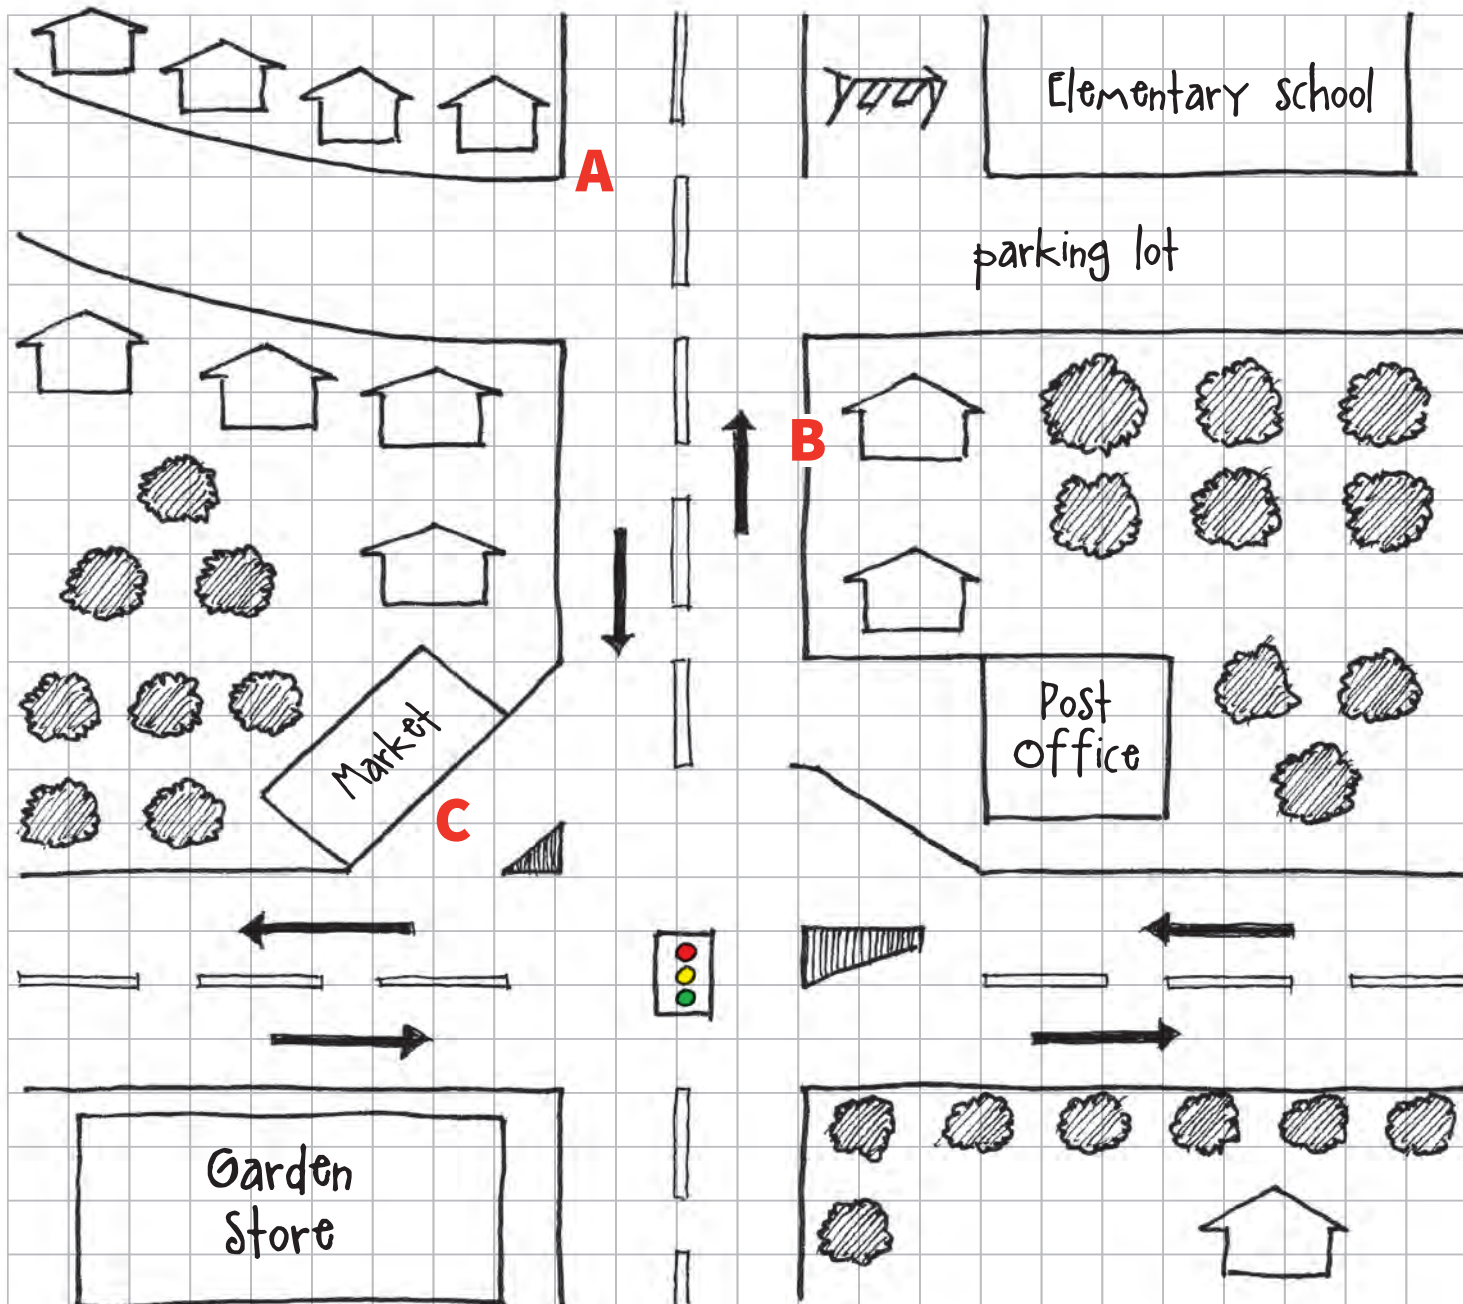 Elementary school
A
parking lot
B
Post
Office
Market
C
Garden
Store